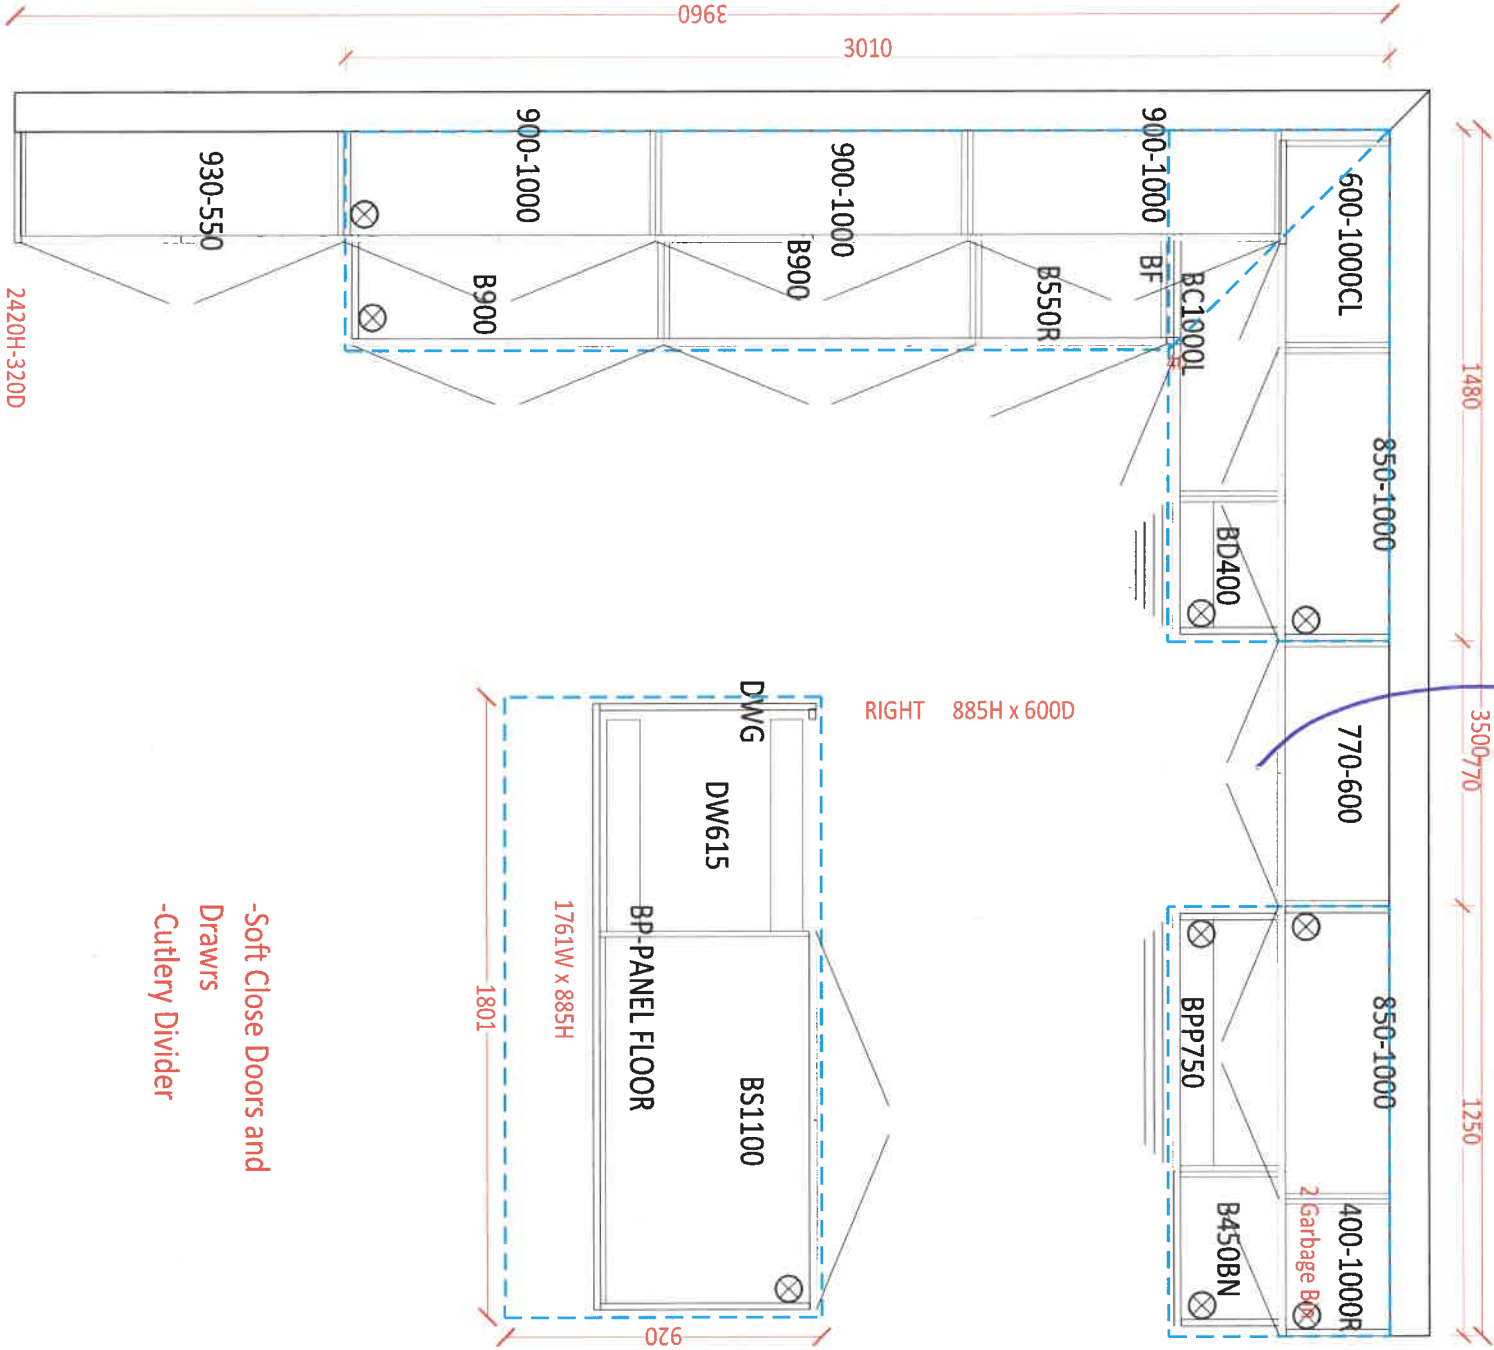 3960
3010
930-550
900-1000
900-1000
900-1000
600-1000CL
B900
B900
B550R
BF
BC1000L
2420H-320D
1480
850-1000
BD400
DWG
RIGHT 885H x 600D
3500
770
770-600
DW615
BP-PANEL FLOOR
1761W x 885H
1801
BS1100
850-1000
BPP750
1250
-Soft Close Doors and
Drawrs
-Cutlery Divider
2 Garbage Bin
400-1000R
B450BN
920